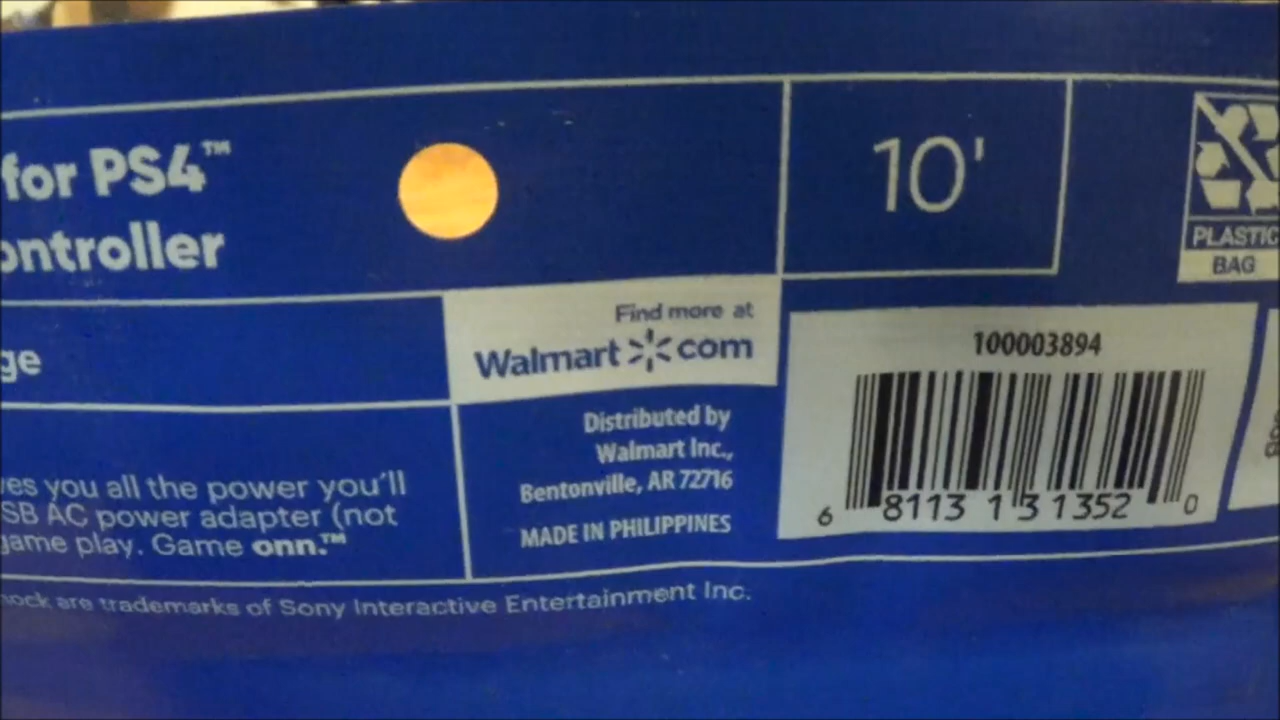 for PS4™
ontroller
10'
PLASTIC
BAG
ge
Find more at
Walmart com
Distributed by
Walmart Inc.,
Bentonville, AR 72716
MADE IN PHILIPPINES
100003894
6 8113 1 3 1352 0
es you all the power you'll
SB AC power adapter (not
game play. Game onn.™
ock are trademarks of Sony Interactive Entertainment Inc.